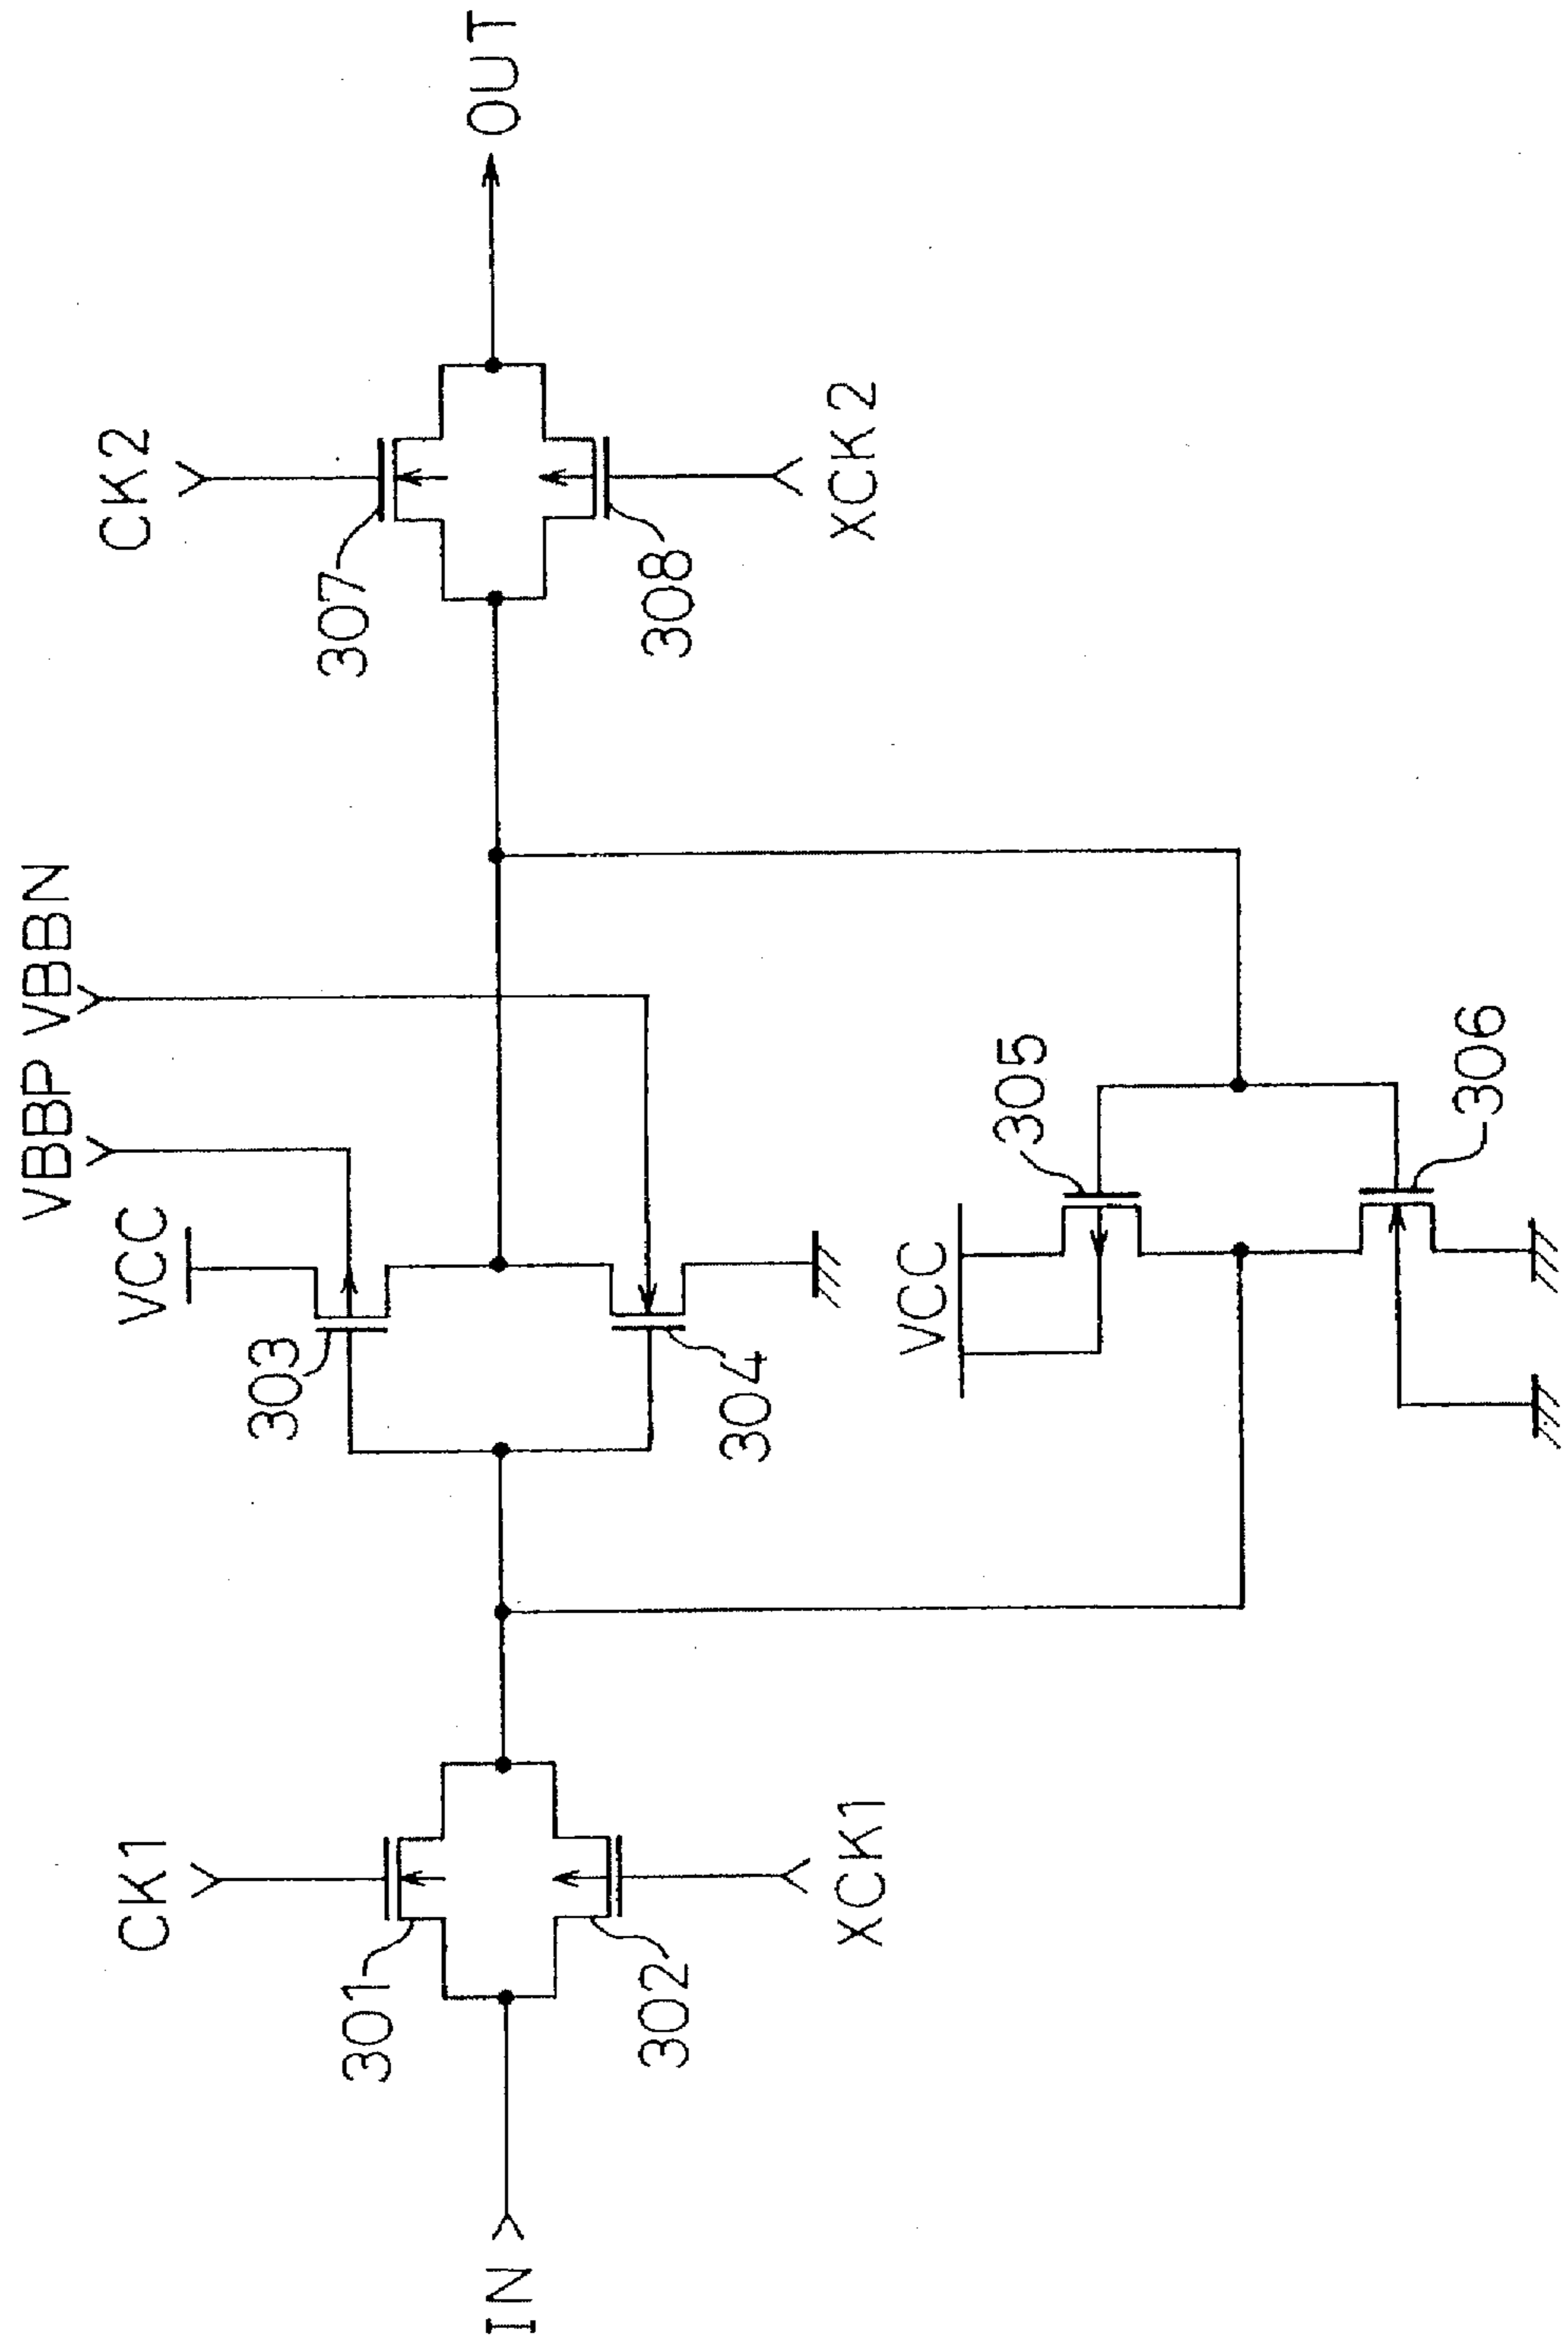 VBBP VBBN
CK1
VCC
CK2
301
303
307
IN
OUT
302
304
308
XCK1
XCK2
VCC
305
306